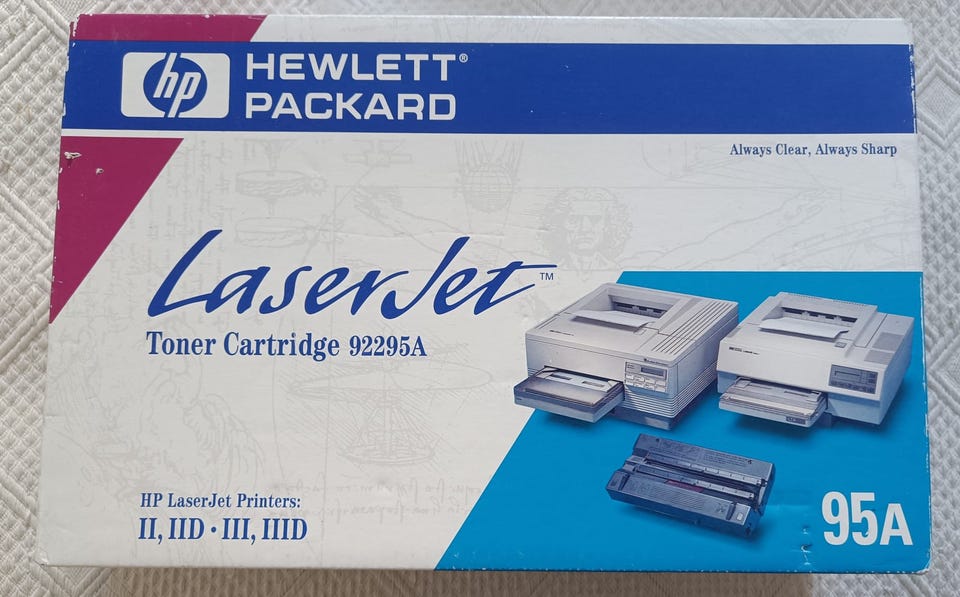 hp
HEWLETT®
PACKARD
Always Clear, Always Sharp
LaserJet™
Toner Cartridge 92295A
HP LaserJet Printers:
II, IID · III, IIID
95A